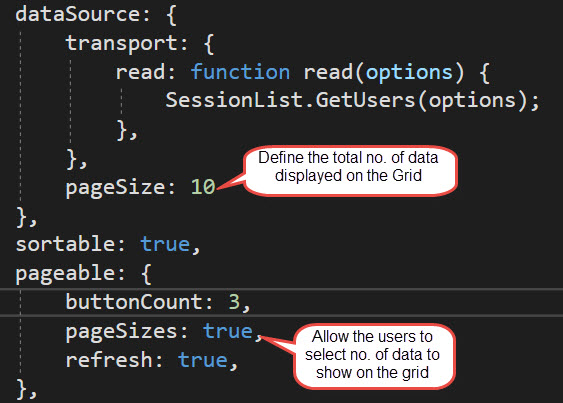 dataSource: {
transport: {
read: function read(options) {
SessionList.GetUsers(options);
},
},
pageSize: 10
Define the total no. of data
displayed on the Grid
},
sortable: true,
pageable: {
buttonCount: 3,
pageSizes: true,
refresh: true,
Allow the users to
select no. of data to
show on the grid
},